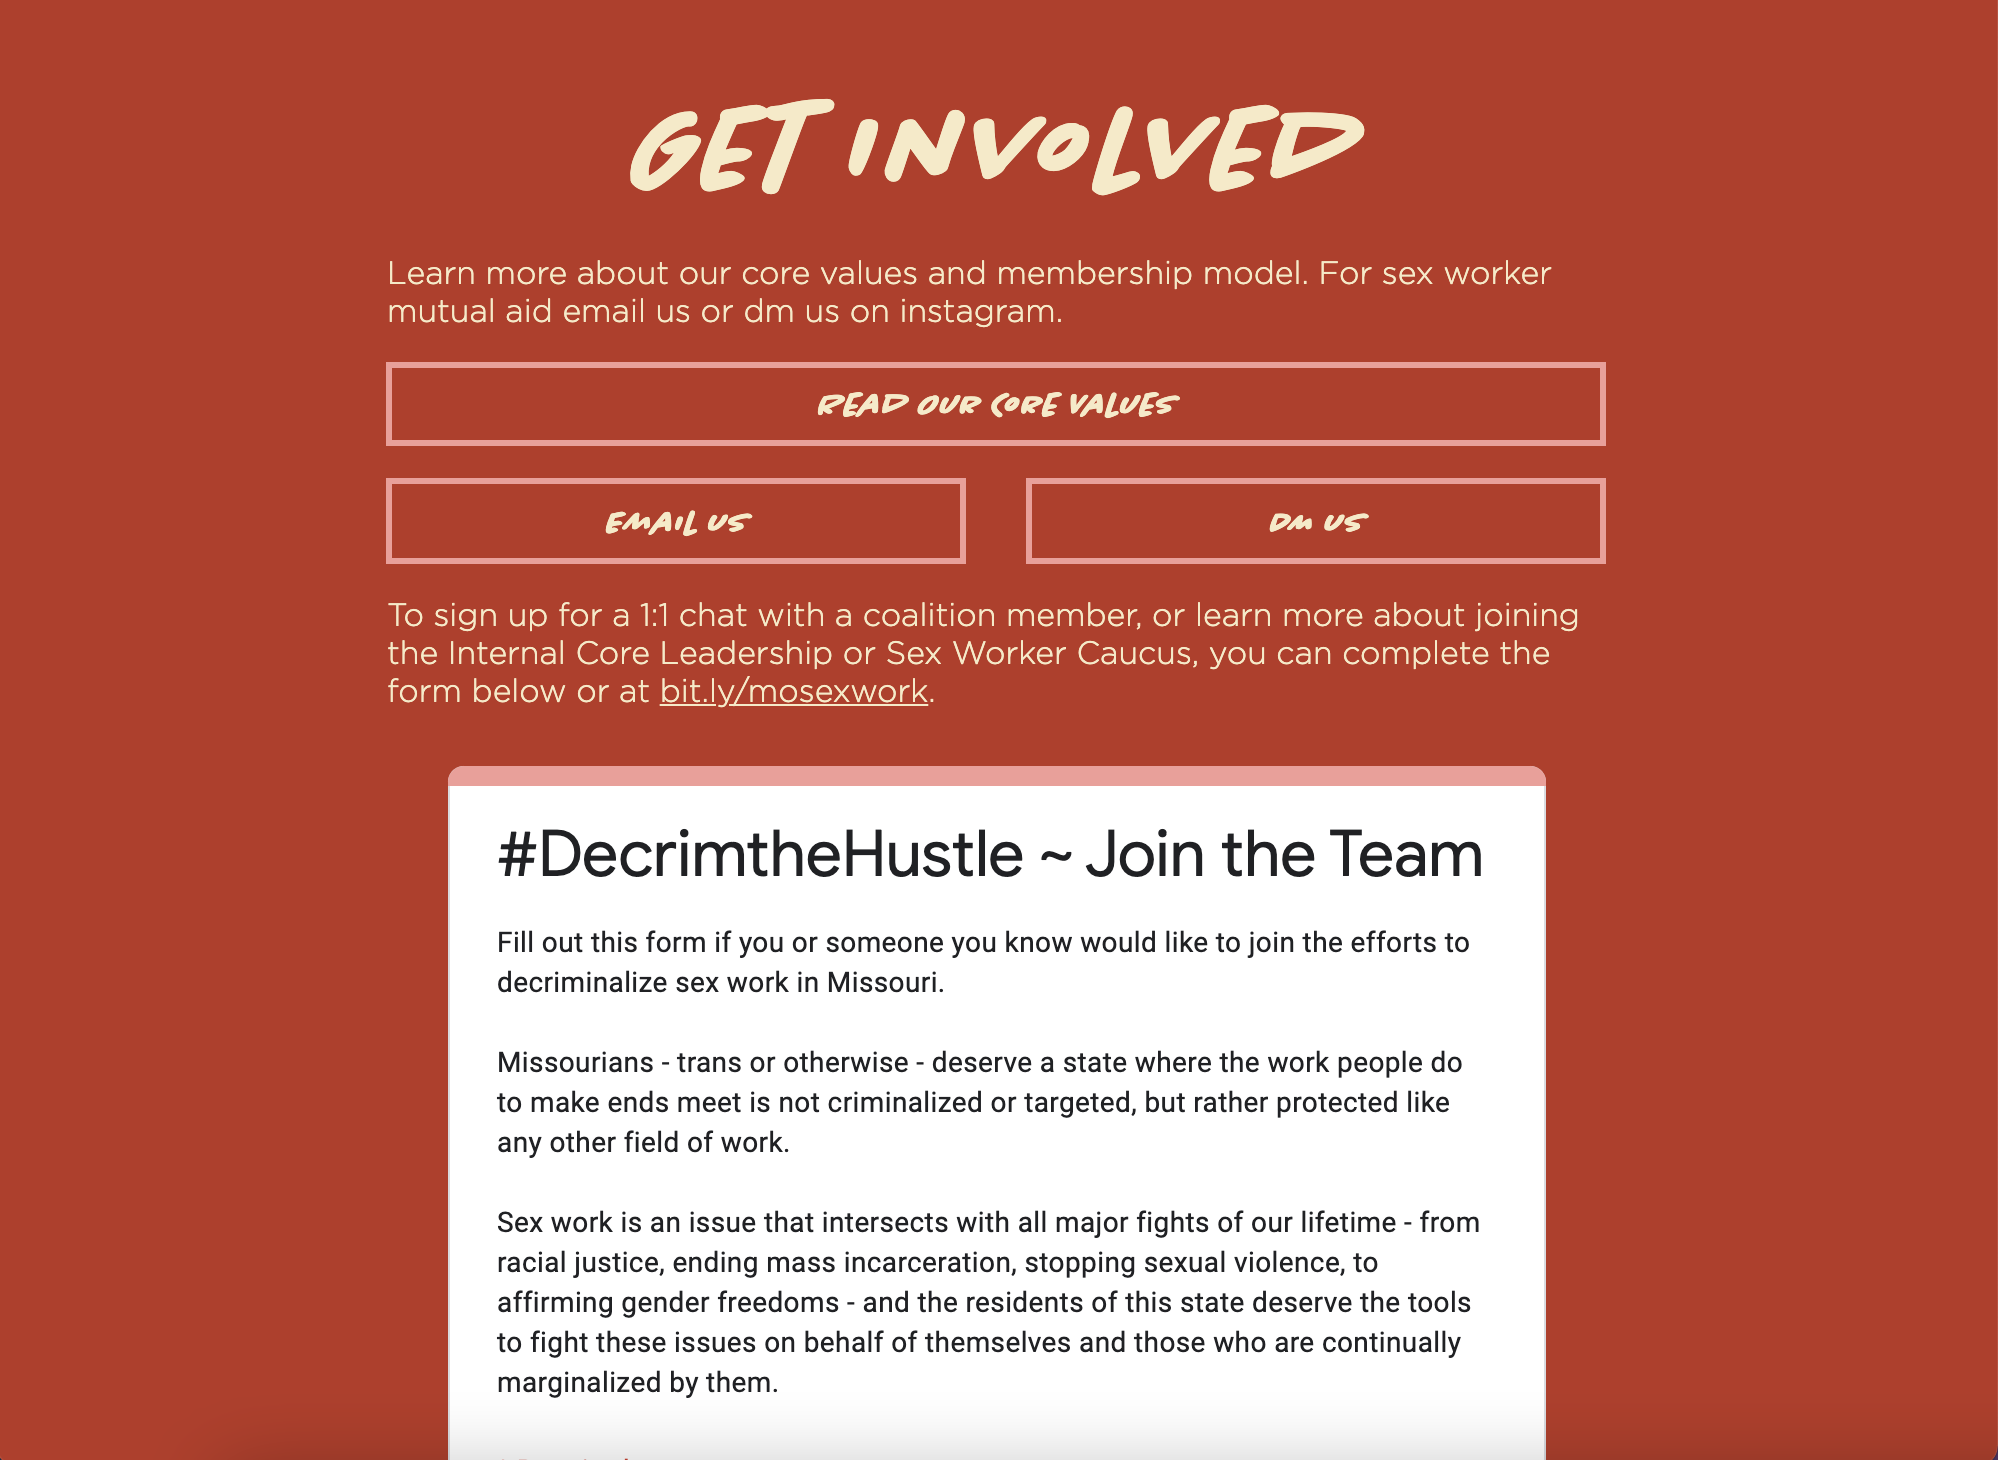 GET INVOLVED
Learn more about our core values and membership model. For sex worker
mutual aid email us or dm us on instagram.
READ OUR CORE VALUES
EMAIL US
DM US
To sign up for a 1:1 chat with a coalition member, or learn more about joining
the Internal Core Leadership or Sex Worker Caucus, you can complete the
form below or at bit.ly/mosexwork.
#DecrimtheHustle ~ Join the Team
Fill out this form if you or someone you know would like to join the efforts to
decriminalize sex work in Missouri.
Missourians - trans or otherwise - deserve a state where the work people do
to make ends meet is not criminalized or targeted, but rather protected like
any other field of work.
Sex work is an issue that intersects with all major fights of our lifetime - from
racial justice, ending mass incarceration, stopping sexual violence, to
affirming gender freedoms - and the residents of this state deserve the tools
to fight these issues on behalf of themselves and those who are continually
marginalized by them.